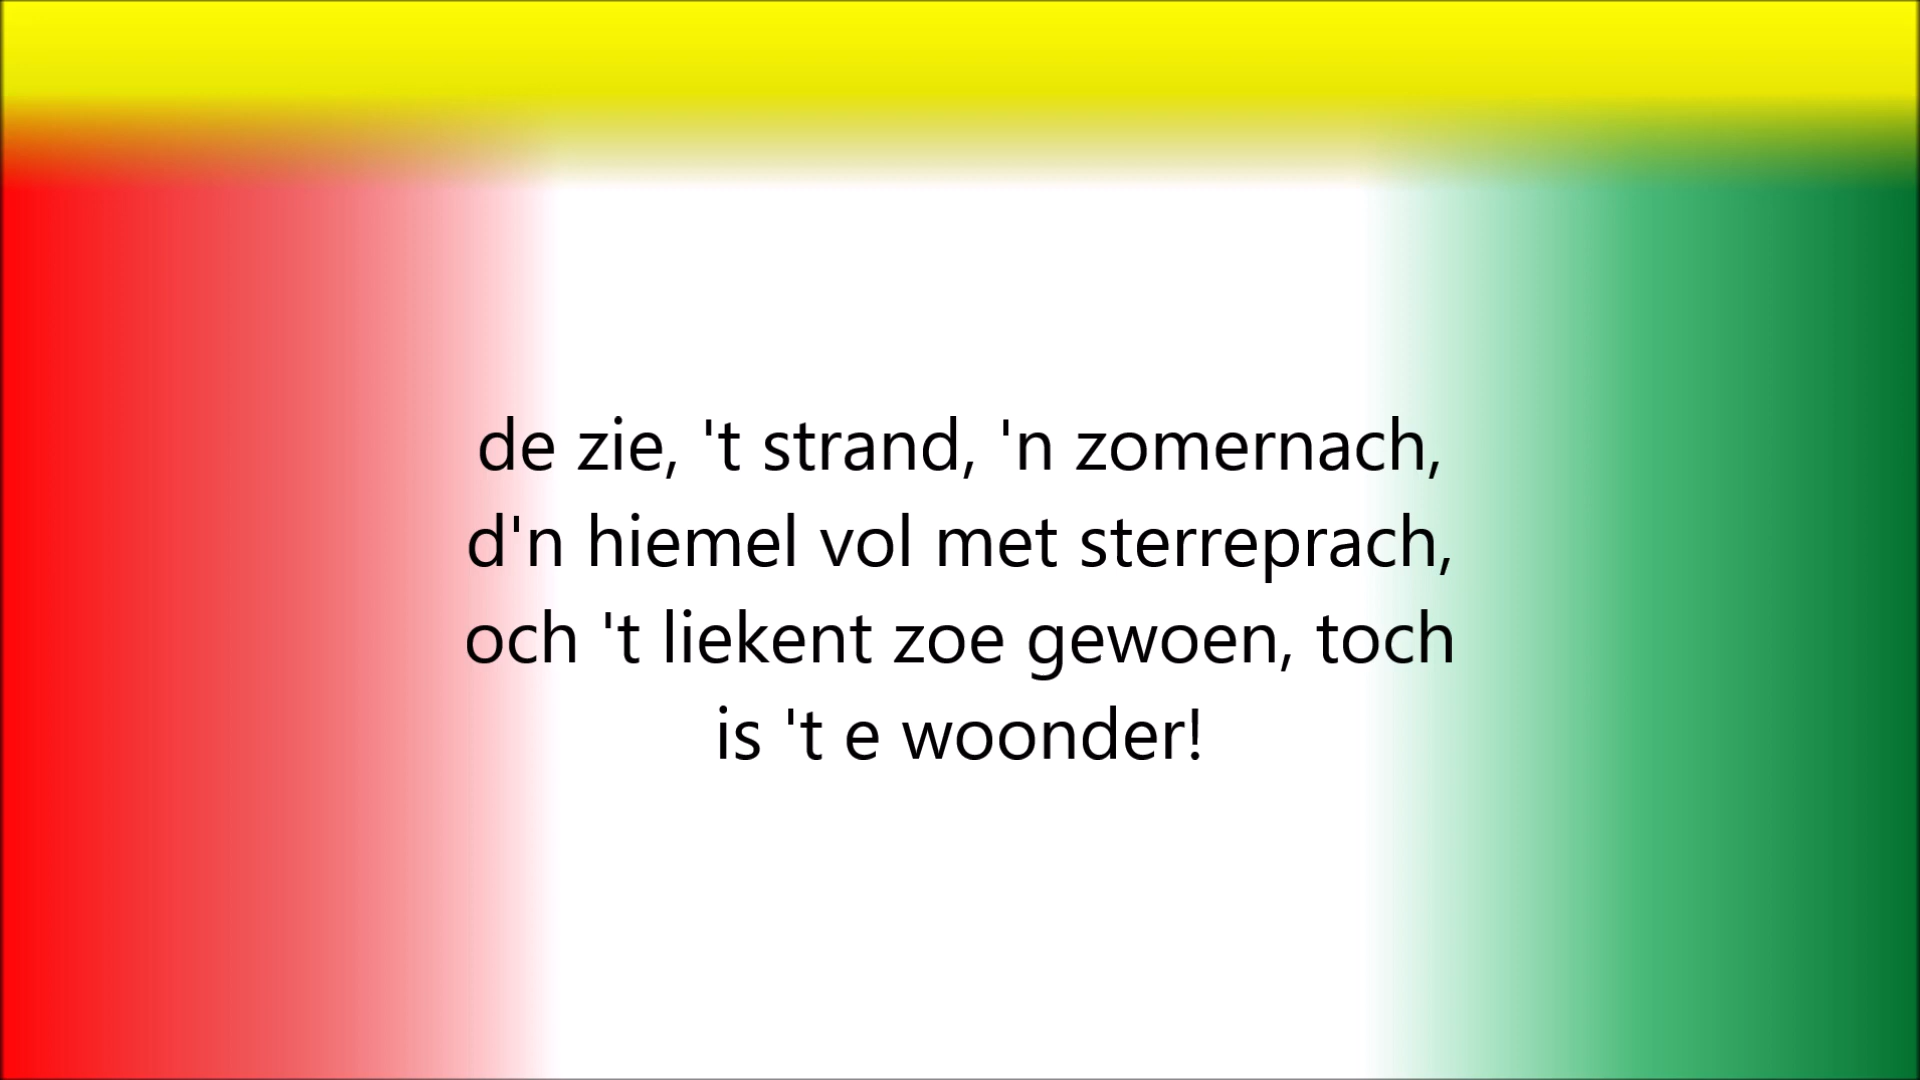 de zie, 't strand, 'n zomernach,
d'n hiemel vol met sterreprach,
och 't liekent zoe gewoen, toch
is 't e woonder!